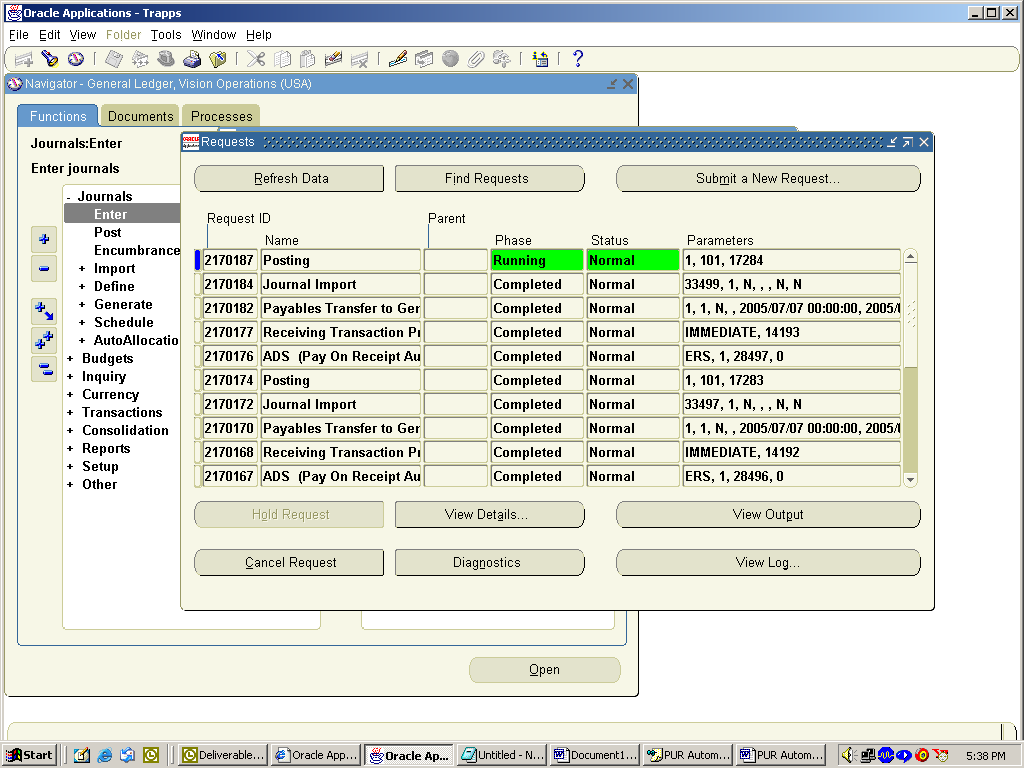 Oracle Applications - Trapps
File Edit View Folder Tools Window Help
Navigator - General Ledger, Vision Operations (USA)
Functions Documents Processes
Journals:Enter
Enter journals
- Journals
Enter
Post
Encumbrance
+ Import
+ Define
+ Generate
+ Schedule
+ AutoAllocatio
+ Budgets
+ Inquiry
+ Currency
+ Transactions
+ Consolidation
+ Reports
+ Setup
+ Other
Requests
Refresh Data Find Requests Submit a New Request...
Request ID Parent
Name Phase Status Parameters
2170187 Posting Running Normal 1, 101, 17284
2170184 Journal Import Completed Normal 33499, 1, N, , , N, N
2170182 Payables Transfer to Ger Completed Normal 1, 1, N, , 2005/07/07 00:00:00, 2005/
2170177 Receiving Transaction P Completed Normal IMMEDIATE, 14193
2170176 ADS (Pay On Receipt Au Completed Normal ERS, 1, 28497, 0
2170174 Posting Completed Normal 1, 101, 17283
2170172 Journal Import Completed Normal 33497, 1, N, , , N, N
2170170 Payables Transfer to Ger Completed Normal 1, 1, N, , 2005/07/07 00:00:00, 2005/
2170168 Receiving Transaction P Completed Normal IMMEDIATE, 14192
2170167 ADS (Pay On Receipt Au Completed Normal ERS, 1, 28496, 0
Hold Request View Details... View Output
Cancel Request Diagnostics View Log...
Open
Start Deliverable... Oracle App... Oracle Ap... Untitled - N... Document1... PUR Autom... PUR Autom... 5:38 PM